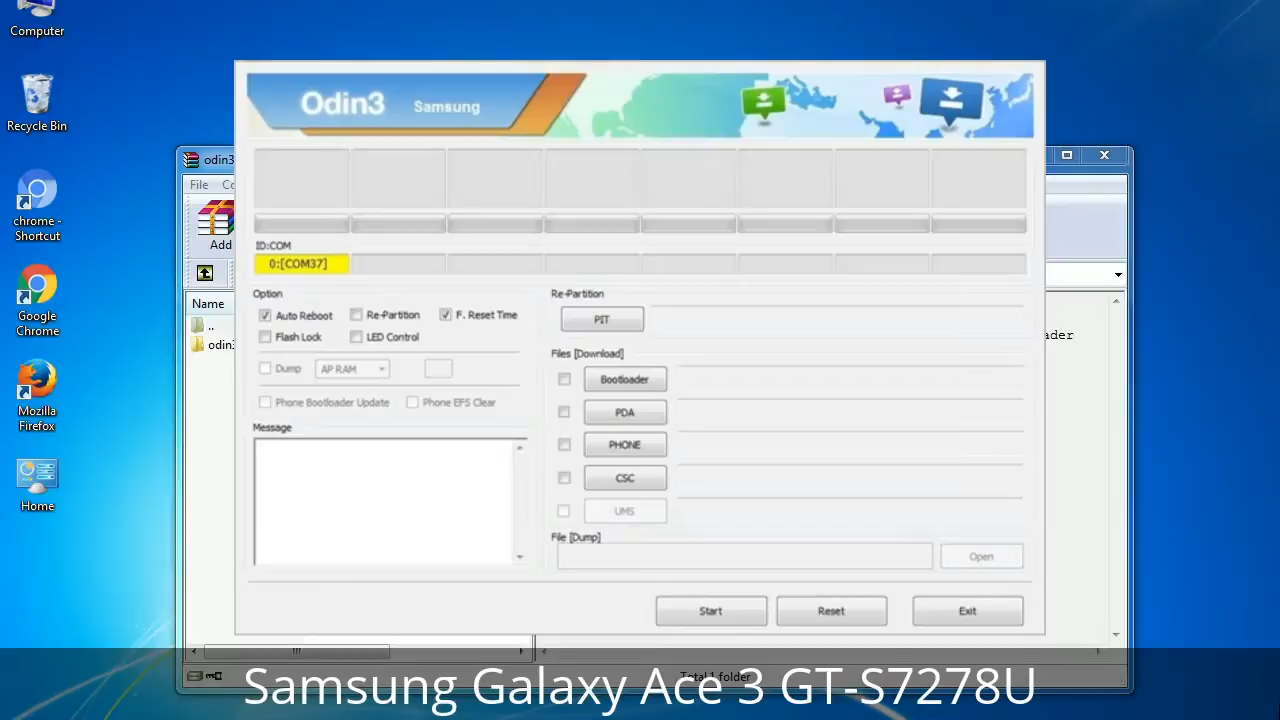 Computer
Recycle Bin
chrome -
Shortcut
Google
Chrome
Mozilla
Firefox
Home
odin3
File Co
Add
Name
..
odin3
ader
Total 1 folder
Odin3 Samsung
ID:COM
0:[COM37]
Option
Auto Reboot Re-Partition F. Reset Time
Flash Lock LED Control
Dump AP RAM
Phone Bootloader Update Phone EFS Clear
Message
Re-Partition
PIT
Files [Download]
Bootloader
PDA
PHONE
CSC
UMS
File [Dump]
Open
Start Reset Exit
Samsung Galaxy Ace 3 GT-S7278U